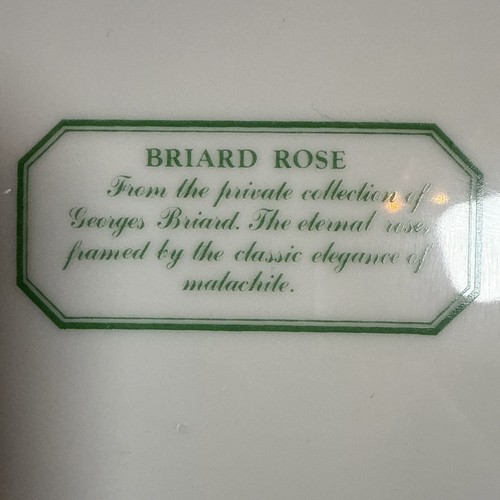 BRIARD ROSE
From the private collection of
Georges Briard. The eternal rose,
framed by the classic elegance of
malachite.